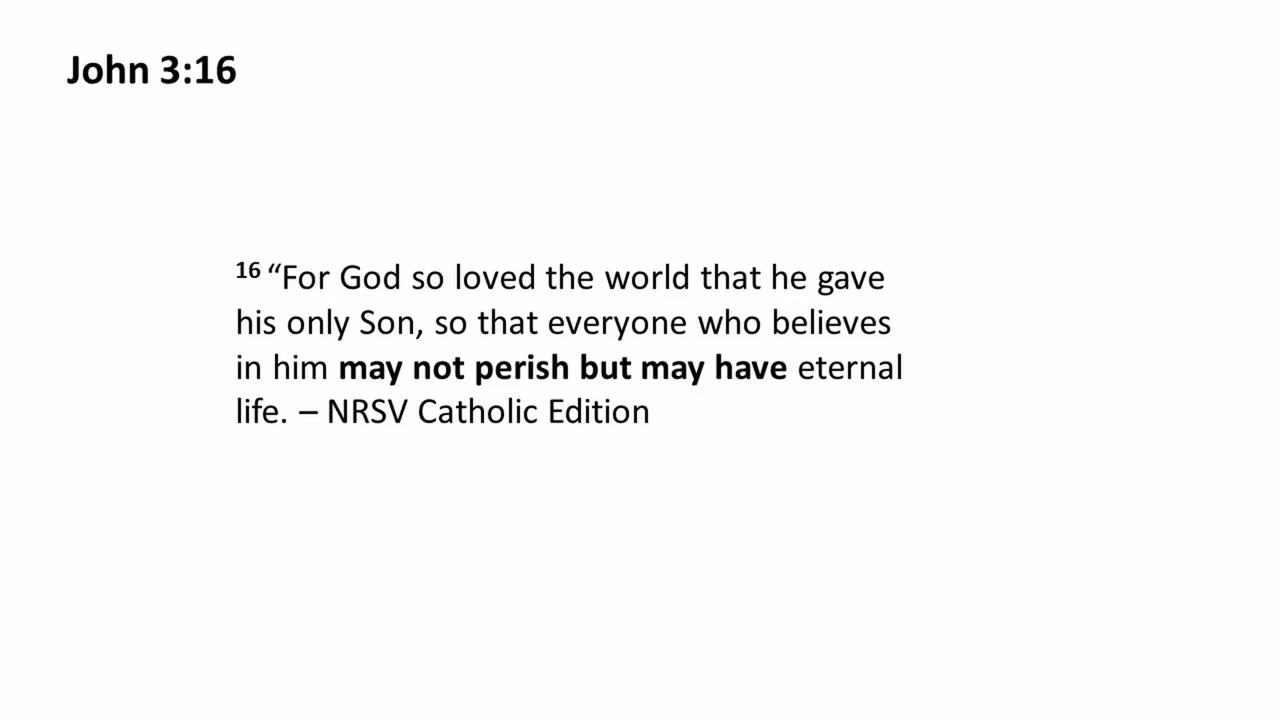 John 3:16
16 “For God so loved the world that he gave
his only Son, so that everyone who believes
in him may not perish but may have eternal
life. – NRSV Catholic Edition